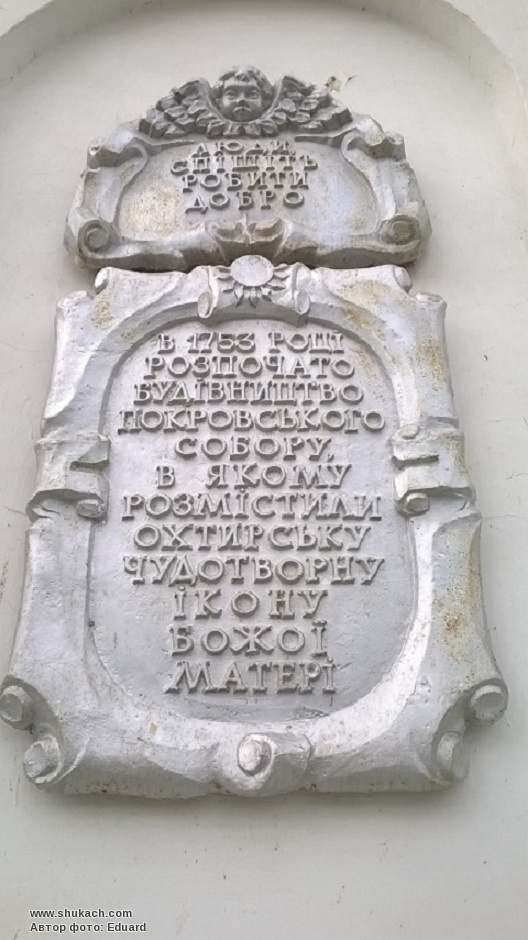 ЛЮДИ,
СПІШІТЬ
РОБИТИ
ДОБРО
В 1753 РОЦІ
РОЗПОЧАТО
БУДІВНИЦТВО
ПОКРОВСЬКОГО
СОБОРУ,
В ЯКОМУ
РОЗМІСТИЛИ
ОХТИРСЬКУ
ЧУДОТВОРНУ
ІКОНУ
БОЖОЇ
МАТЕРІ
www.shukach.com
Автор фото: Eduard